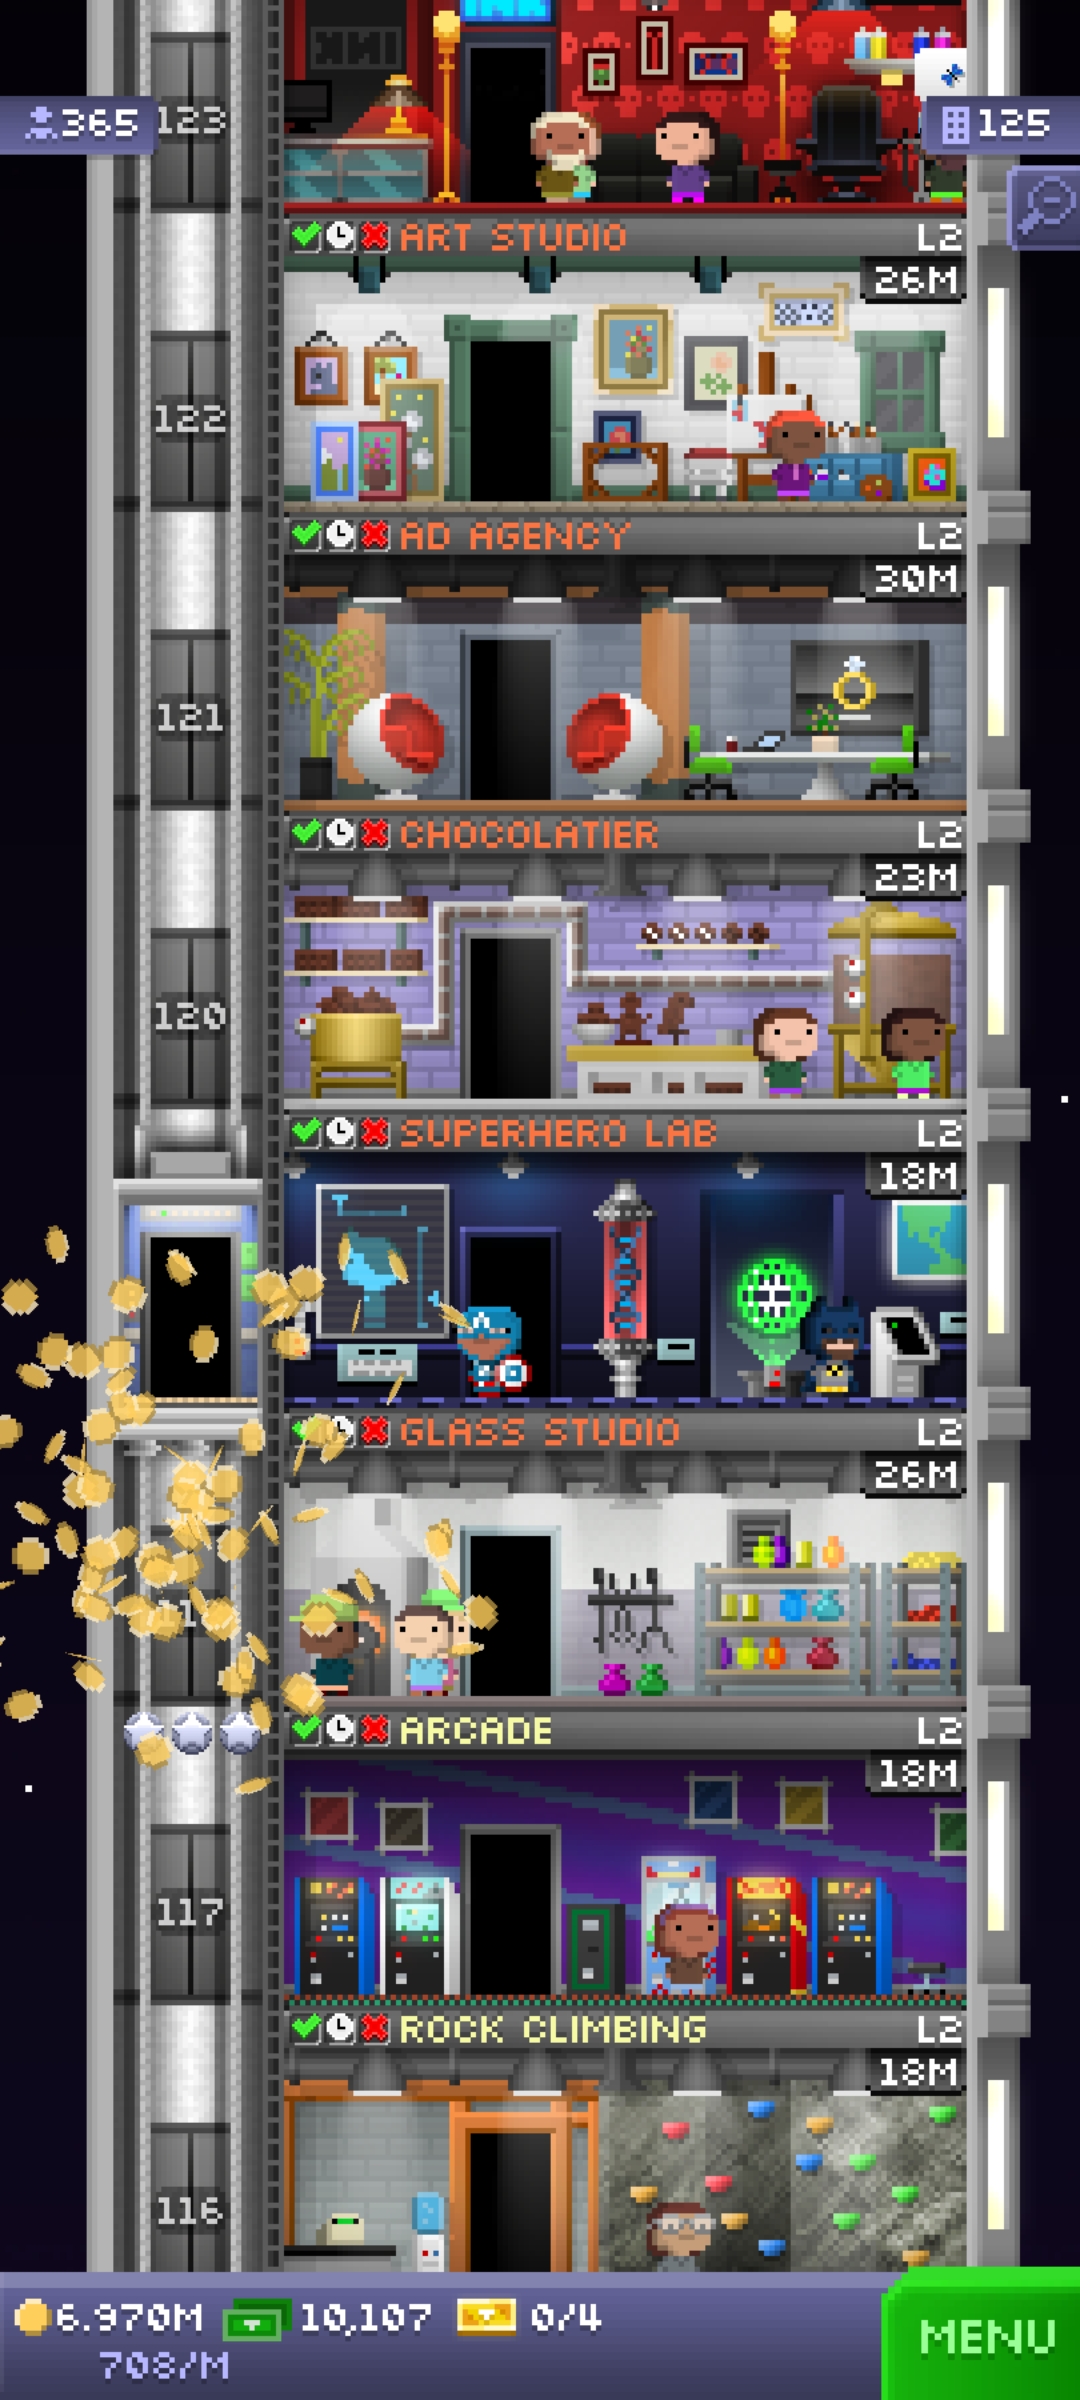 INK
INK
365
123
125
ART STUDIO L2
26M
122
AD AGENCY L2
30M
121
CHOCOLATIER L2
23M
120
SUPERHERO LAB L2
18M
GLASS STUDIO L2
26M
ARCADE L2
18M
117
ROCK CLIMBING L2
18M
116
6.970M 10,107 0/4
708/M
MENU